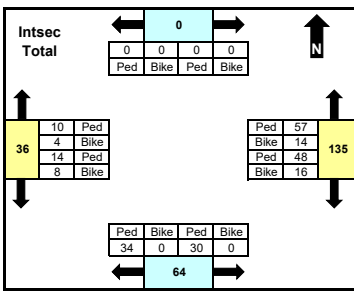 Intsec
Total
0
N
0 0 0 0
Ped Bike Ped Bike
36
10 Ped
4 Bike
14 Ped
8 Bike
Ped 57
Bike 14
Ped 48
Bike 16
135
Ped Bike Ped Bike
34 0 30 0
64